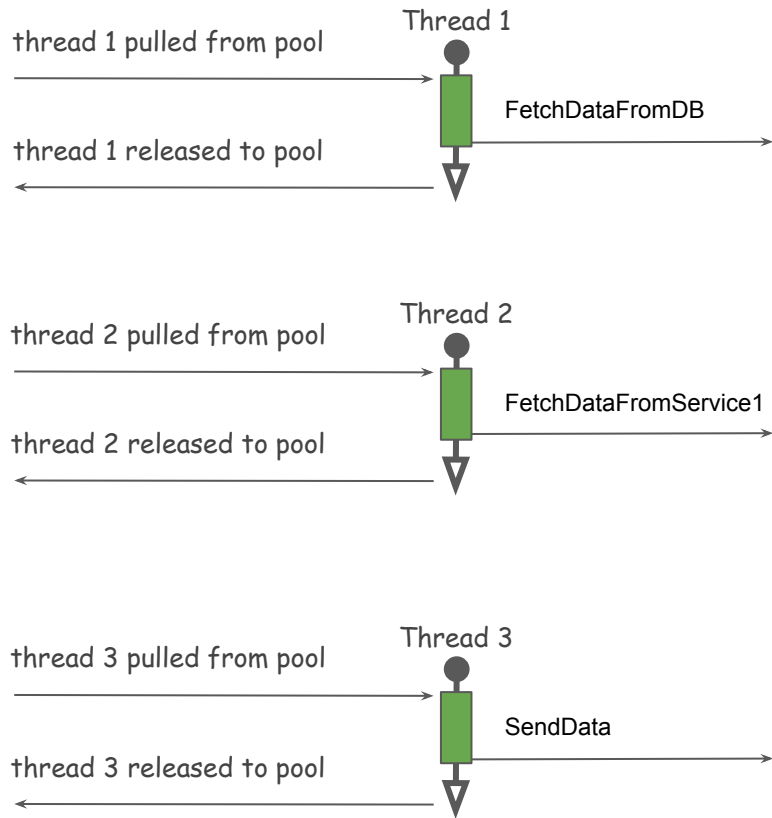 Thread 1
thread 1 pulled from pool
FetchDataFromDB
thread 1 released to pool
Thread 2
thread 2 pulled from pool
FetchDataFromService1
thread 2 released to pool
Thread 3
thread 3 pulled from pool
SendData
thread 3 released to pool